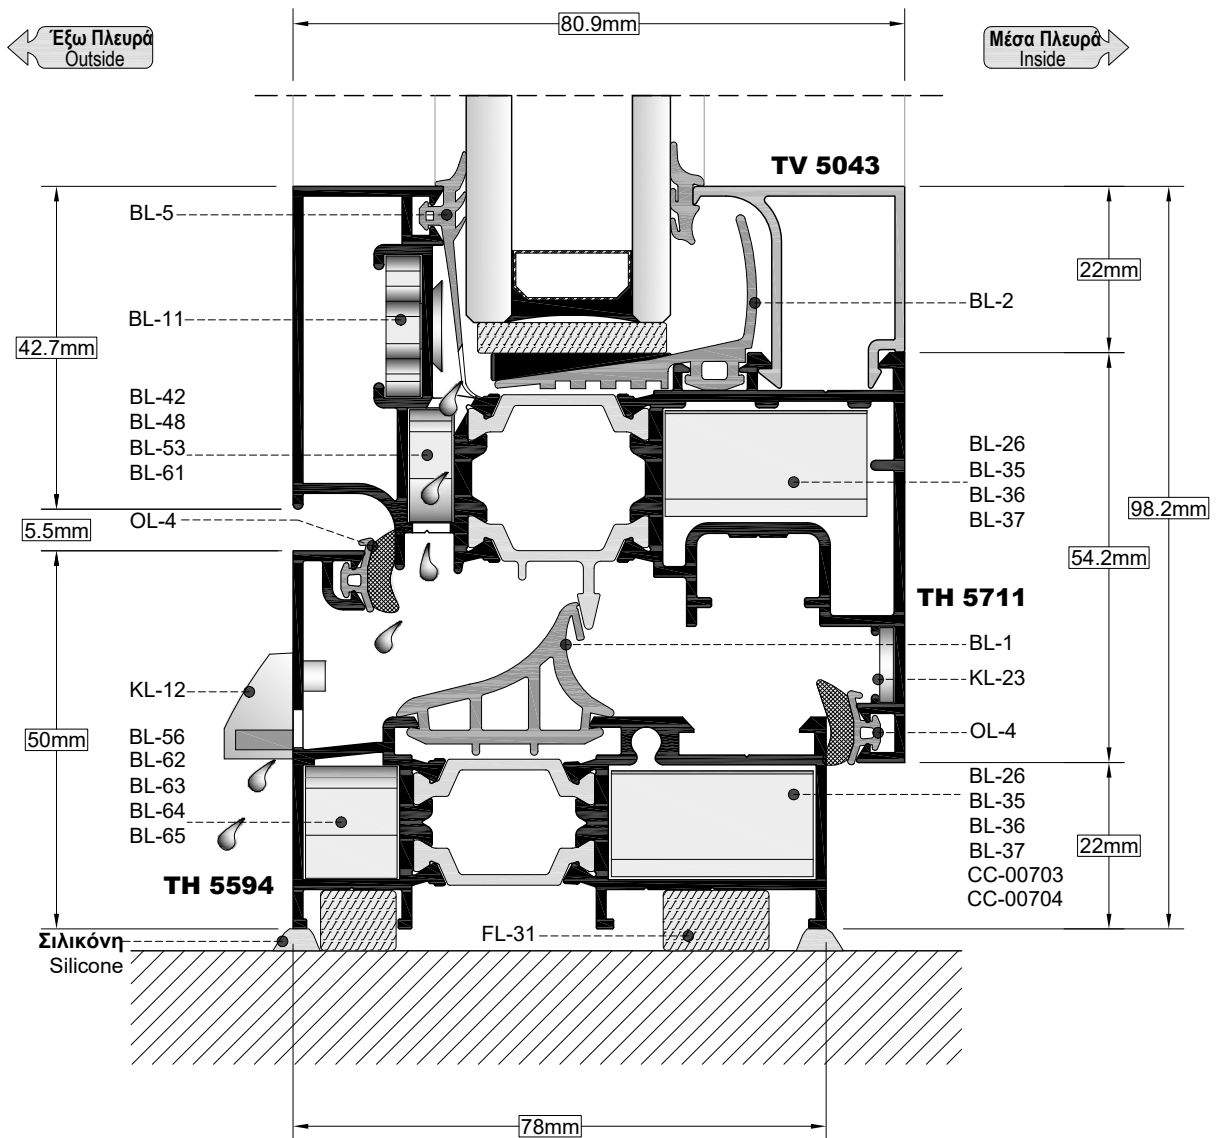 80.9mm
Έξω Πλευρά
Outside
Μέσα Πλευρά
Inside
TV 5043
BL-5
22mm
BL-2
BL-11
42.7mm
BL-42
BL-48
BL-53
BL-61
BL-26
BL-35
BL-36
BL-37
98.2mm
OL-4
5.5mm
54.2mm
TH 5711
BL-1
KL-12
KL-23
50mm
OL-4
BL-56
BL-62
BL-63
BL-64
BL-65
BL-26
BL-35
BL-36
BL-37
CC-00703
CC-00704
22mm
TH 5594
FL-31
Σιλικόνη
Silicone
78mm